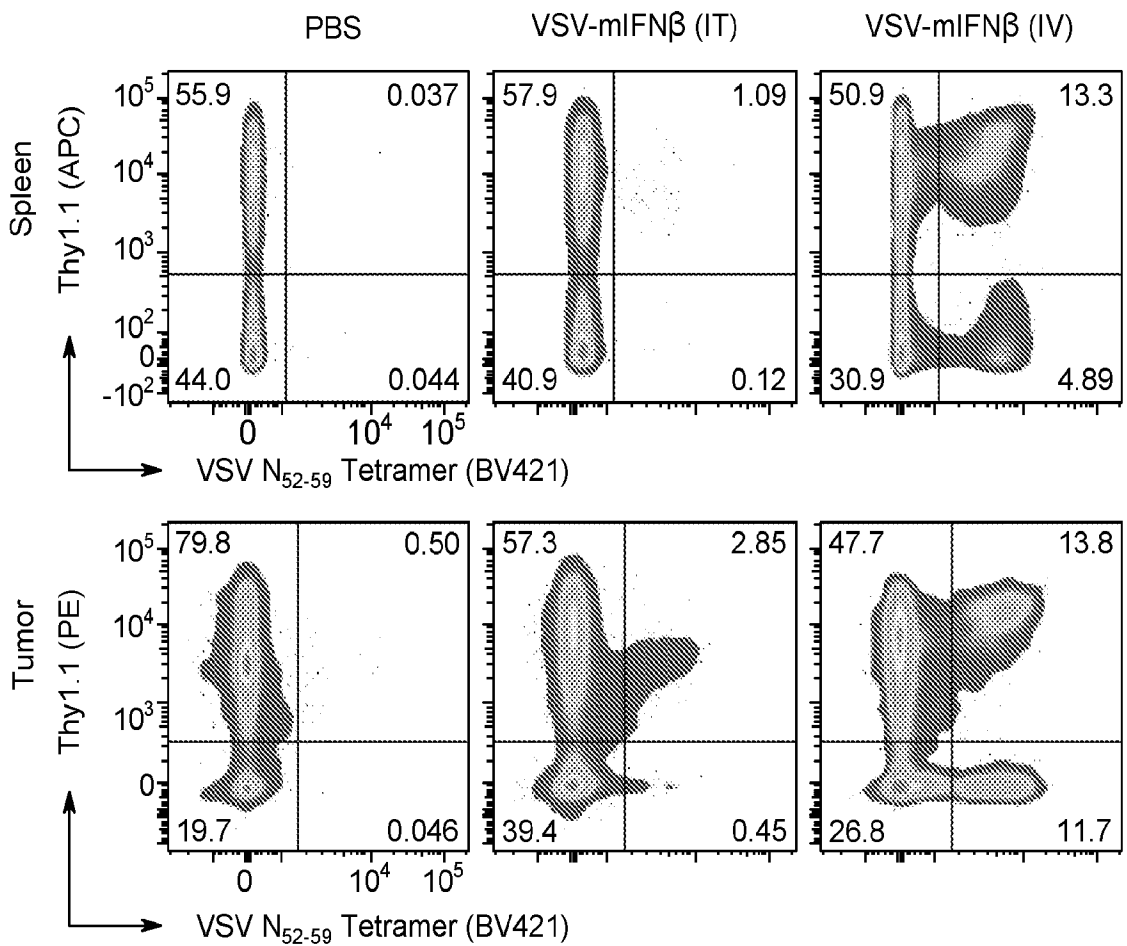 PBS VSV-mIFNβ (IT) VSV-mIFNβ (IV)
Spleen
Thy1.1 (APC)
10⁵
10⁴
10³
10²
0
-10²
55.9 0.037
44.0 0.044
57.9 1.09
40.9 0.12
50.9 13.3
30.9 4.89
0 10⁴ 10⁵
VSV N₅₂₋₅₉ Tetramer (BV421)
Tumor
Thy1.1 (PE)
10⁵
10⁴
10³
0
79.8 0.50
19.7 0.046
57.3 2.85
39.4 0.45
47.7 13.8
26.8 11.7
0 10⁴ 10⁵
VSV N₅₂₋₅₉ Tetramer (BV421)